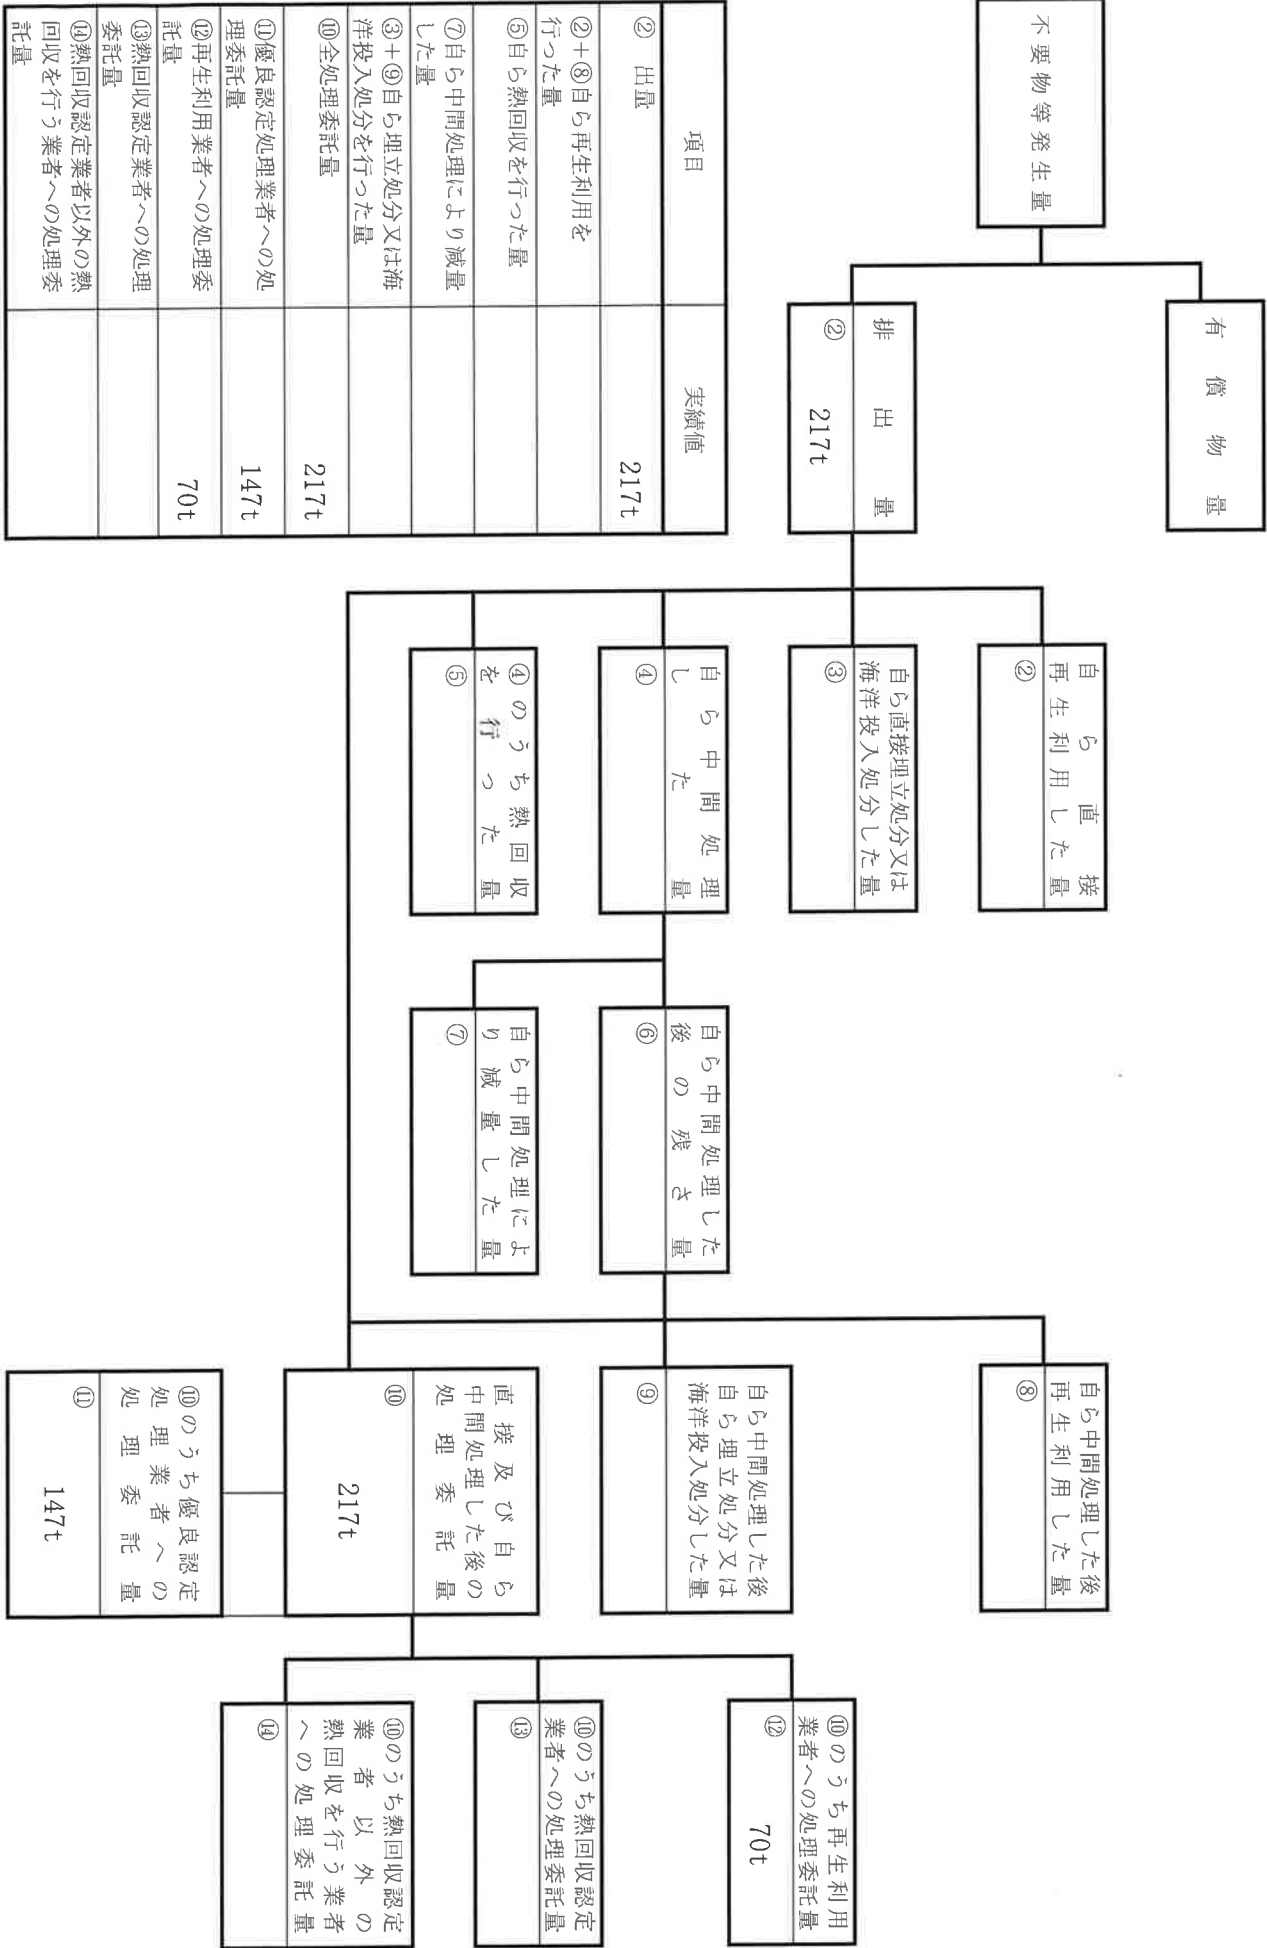 不要物等発生量
有償物量
排出量
②
217t
自ら直接
再生利用した量
②
自ら直接埋立処分又は
海洋投入処分した量
③
自ら中間処理
した量
④
④のうち熱回収
を行った量
⑤
自ら中間処理した
後の残さ量
⑥
自ら中間処理によ
り減量した量
⑦
自ら中間処理した後
再生利用した量
⑧
自ら中間処理した後
自ら埋立処分又は
海洋投入処分した量
⑨
直接及び自ら
中間処理した後の
処理委託量
⑩
217t
⑩のうち優良認定
処理業者への
処理委託量
⑪
147t
⑩のうち再生利用
業者への処理委託量
⑫
70t
⑩のうち熱回収認定
業者への処理委託量
⑬
⑩のうち熱回収認定
業者以外の
熱回収を行う業者
への処理委託量
⑭
項目
実績値
② 出量
217t
②+⑧自ら再生利用を
行った量
⑤自ら熱回収を行った量
⑦自ら中間処理により減量
した量
③+⑨自ら埋立処分又は海
洋投入処分を行った量
⑩全処理委託量
217t
⑪優良認定処理業者への処
理委託量
147t
⑫再生利用業者への処理委
託量
70t
⑬熱回収認定業者への処理
委託量
⑭熱回収認定業者以外の熱
回収を行う業者への処理委
託量